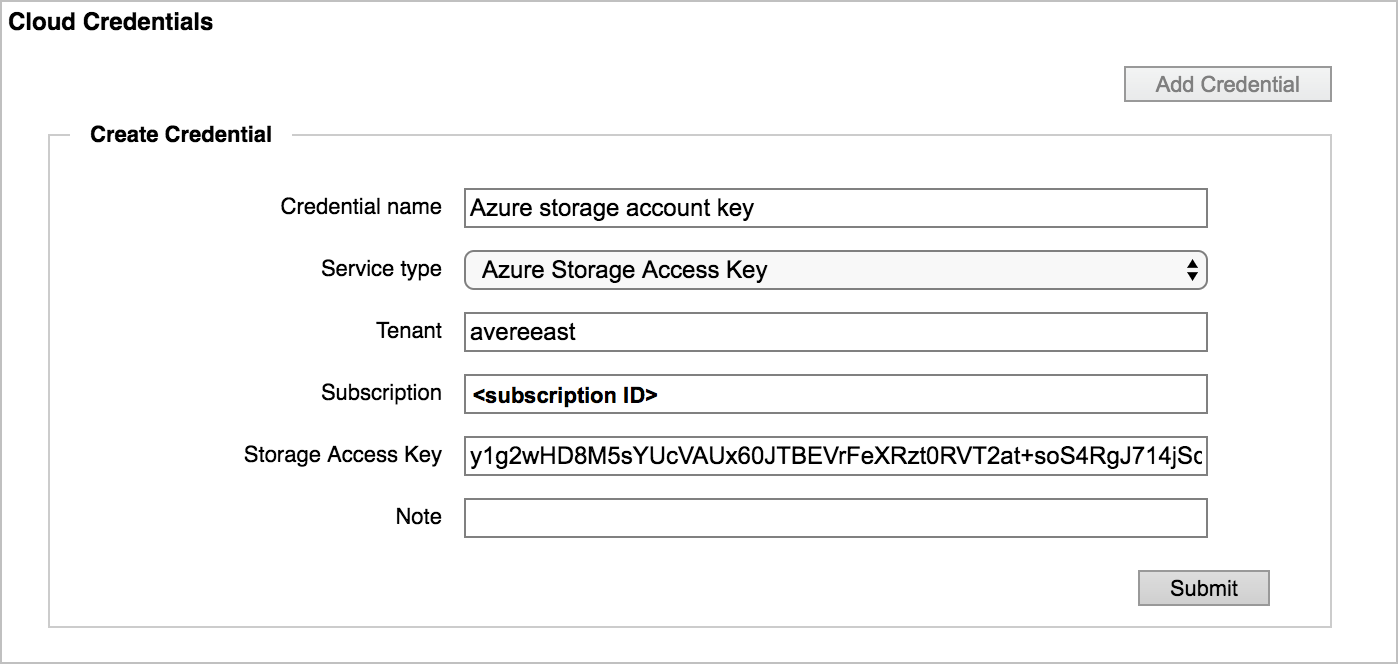 Cloud Credentials
Add Credential
Create Credential
Credential name Azure storage account key
Service type Azure Storage Access Key
Tenant avereeast
Subscription <subscription ID>
Storage Access Key y1g2wHD8M5sYUcVAUx60JTBEVrFeXRzt0RVT2at+soS4RgJ714jSc
Note
Submit